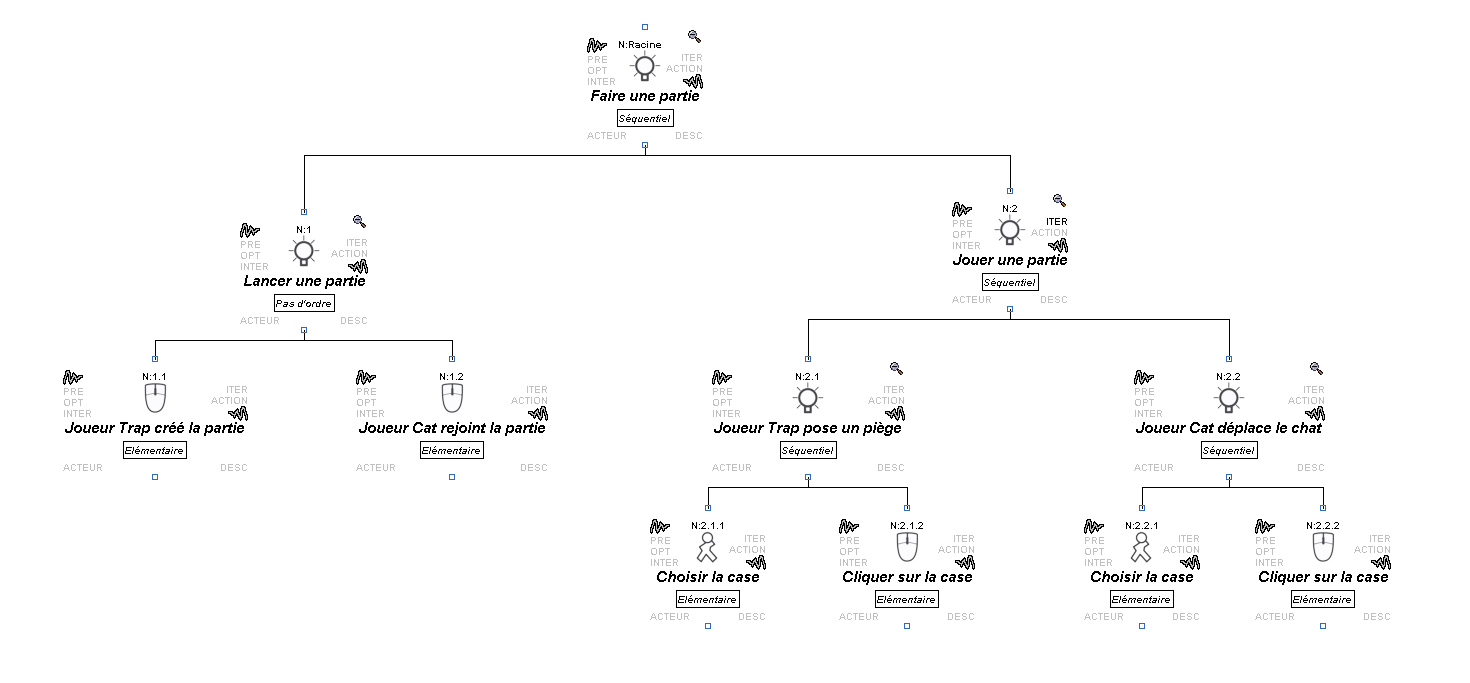 N:Racine
PRE
ITER
OPT
ACTION
INTER
Faire une partie
Séquentiel
ACTEUR
DESC
N:1
PRE
ITER
OPT
ACTION
INTER
Lancer une partie
Pas d'ordre
ACTEUR
DESC
N:2
PRE
ITER
OPT
ACTION
INTER
Jouer une partie
Séquentiel
ACTEUR
DESC
N:1.1
PRE
ITER
OPT
ACTION
INTER
Joueur Trap créé la partie
Elémentaire
ACTEUR
DESC
N:1.2
PRE
ITER
OPT
ACTION
INTER
Joueur Cat rejoint la partie
Elémentaire
ACTEUR
DESC
N:2.1
PRE
ITER
OPT
ACTION
INTER
Joueur Trap pose un piège
Séquentiel
ACTEUR
DESC
N:2.2
PRE
ITER
OPT
ACTION
INTER
Joueur Cat déplace le chat
Séquentiel
ACTEUR
DESC
N:2.1.1
PRE
ITER
OPT
ACTION
INTER
Choisir la case
Elémentaire
ACTEUR
DESC
N:2.1.2
PRE
ITER
OPT
ACTION
INTER
Cliquer sur la case
Elémentaire
ACTEUR
DESC
N:2.2.1
PRE
ITER
OPT
ACTION
INTER
Choisir la case
Elémentaire
ACTEUR
DESC
N:2.2.2
PRE
ITER
OPT
ACTION
INTER
Cliquer sur la case
Elémentaire
ACTEUR
DESC